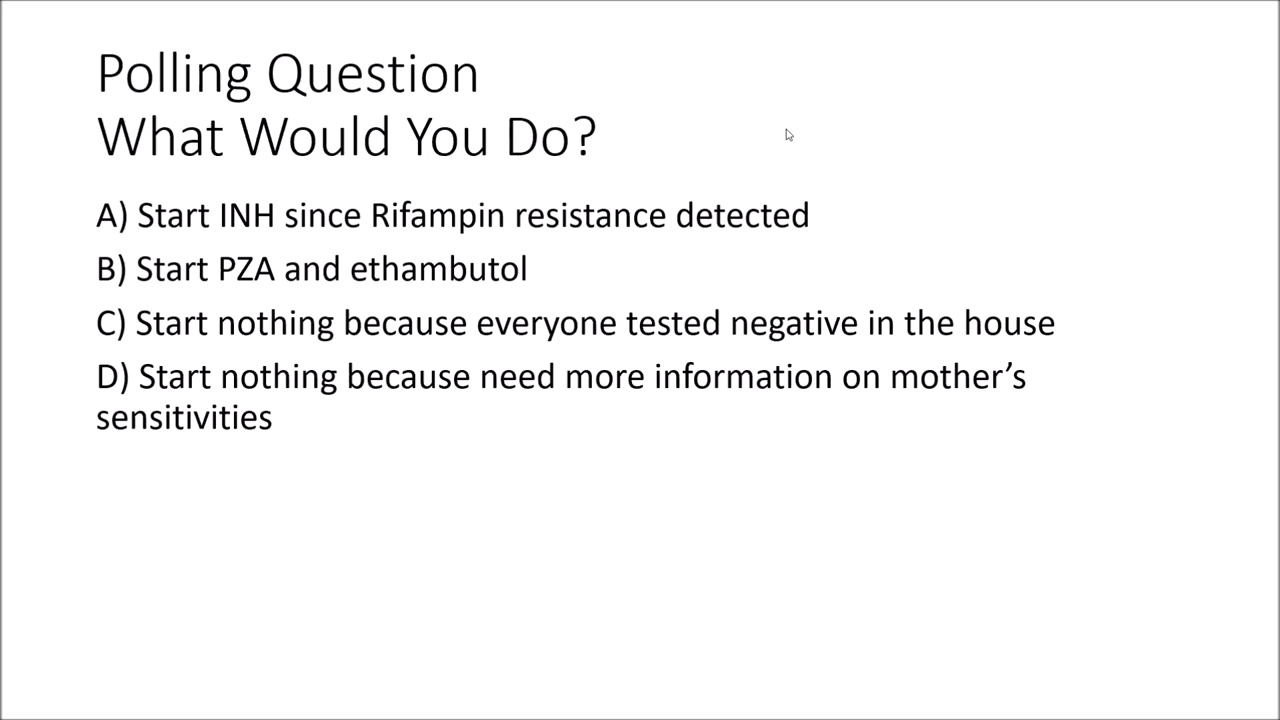 Polling Question
What Would You Do?
A) Start INH since Rifampin resistance detected
B) Start PZA and ethambutol
C) Start nothing because everyone tested negative in the house
D) Start nothing because need more information on mother’s
sensitivities